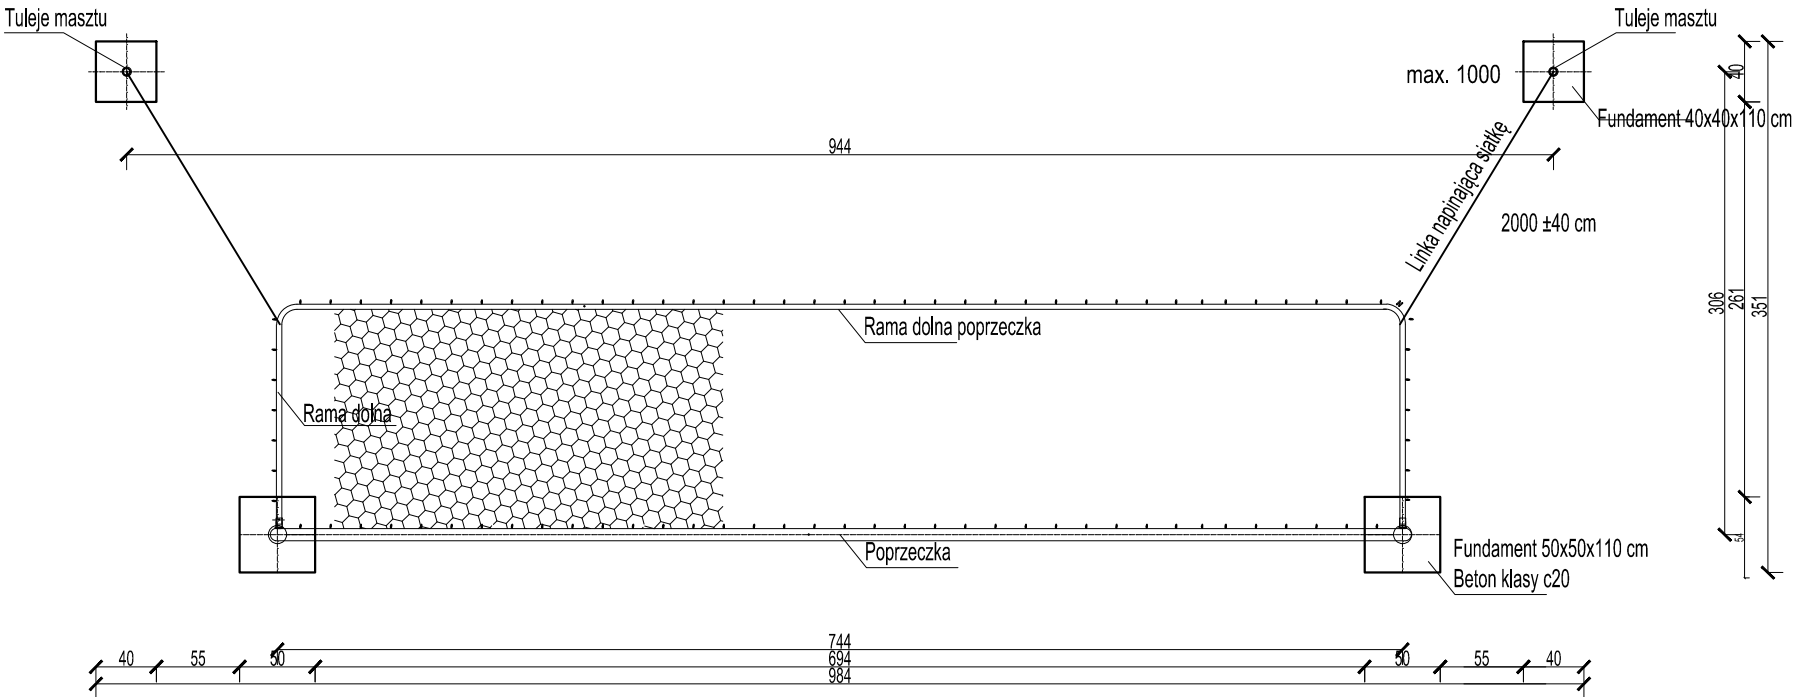 Tuleje masztu
Tuleje masztu
max. 1000
40
Fundament 40x40x110 cm
944
Linka napinająca siatkę
2000 ±40 cm
306
261
351
Rama dolna poprzeczka
Rama dolna
54
Poprzeczka
Fundament 50x50x110 cm
Beton klasy c20
744
40
55
50
694
50
55
40
984